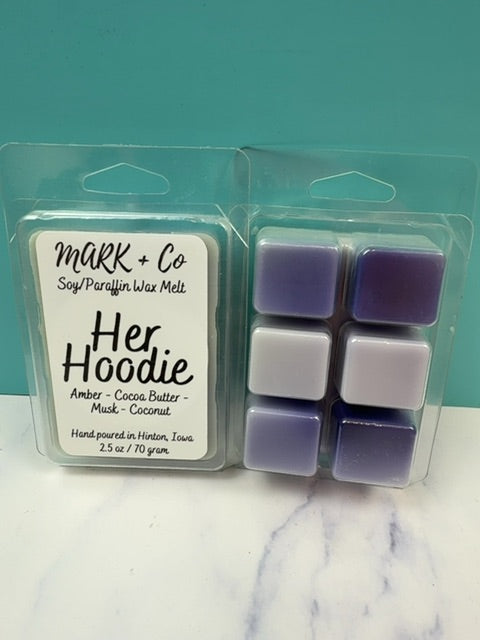 MARK + Co
Soy/Paraffin Wax Melt
Her
Hoodie
Amber - Cocoa Butter -
Musk - Coconut
Hand poured in Hinton, Iowa
2.5 oz / 70 gram